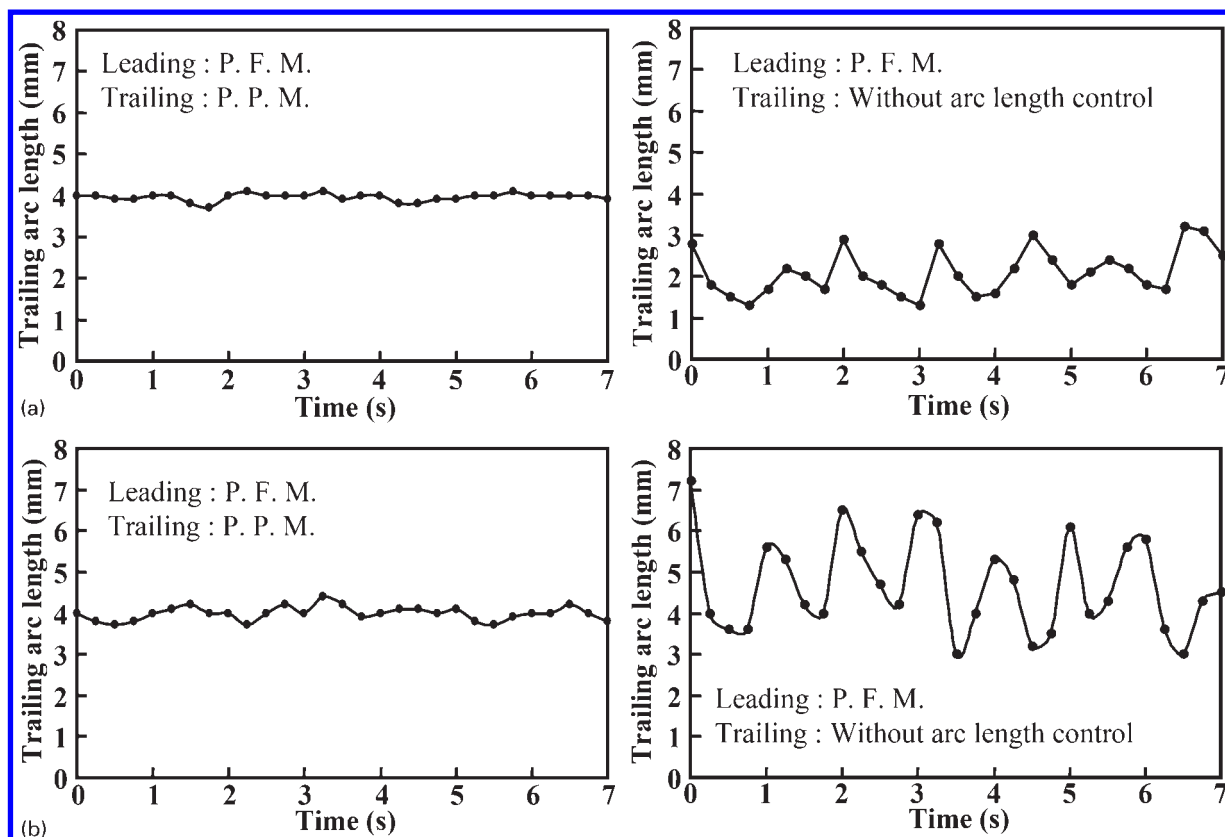 8
7
6
5
4
3
2
1
0
Trailing arc length (mm)
Leading : P. F. M.
Trailing : P. P. M.
0 1 2 3 4 5 6 7
Time (s)
(a)
8
7
6
5
4
3
2
1
0
Trailing arc length (mm)
Leading : P. F. M.
Trailing : Without arc length control
0 1 2 3 4 5 6 7
Time (s)
8
7
6
5
4
3
2
1
0
Trailing arc length (mm)
Leading : P. F. M.
Trailing : P. P. M.
0 1 2 3 4 5 6 7
Time (s)
(b)
8
7
6
5
4
3
2
1
0
Trailing arc length (mm)
Leading : P. F. M.
Trailing : Without arc length control
0 1 2 3 4 5 6 7
Time (s)